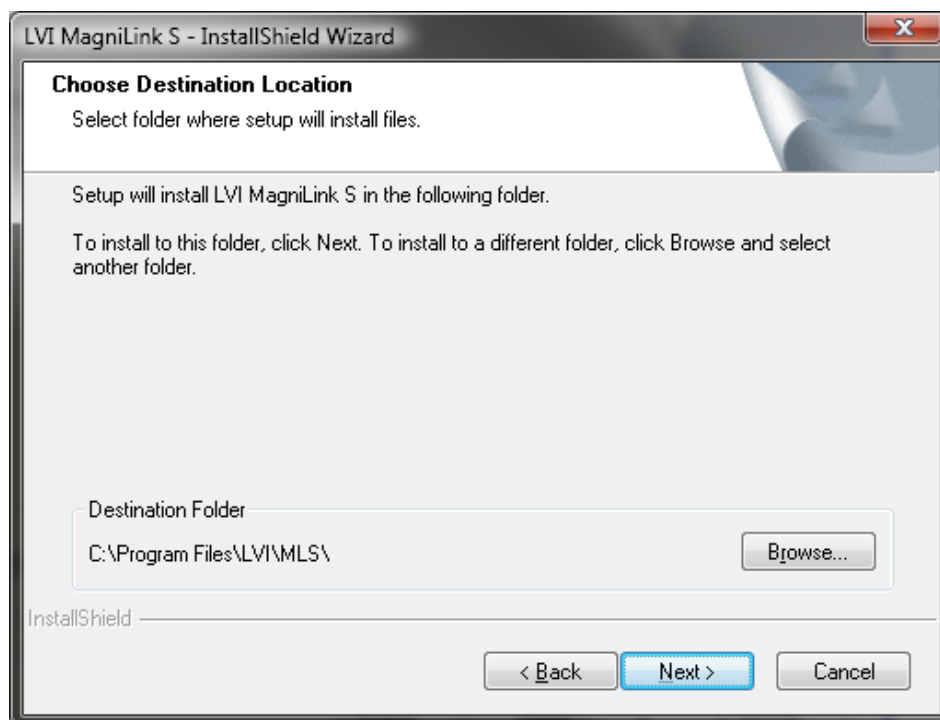 LVI MagniLink S - InstallShield Wizard
Choose Destination Location
Select folder where setup will install files.
Setup will install LVI MagniLink S in the following folder.
To install to this folder, click Next. To install to a different folder, click Browse and select
another folder.
Destination Folder
C:\Program Files\LVI\MLS\
Browse...
InstallShield
< Back
Next >
Cancel